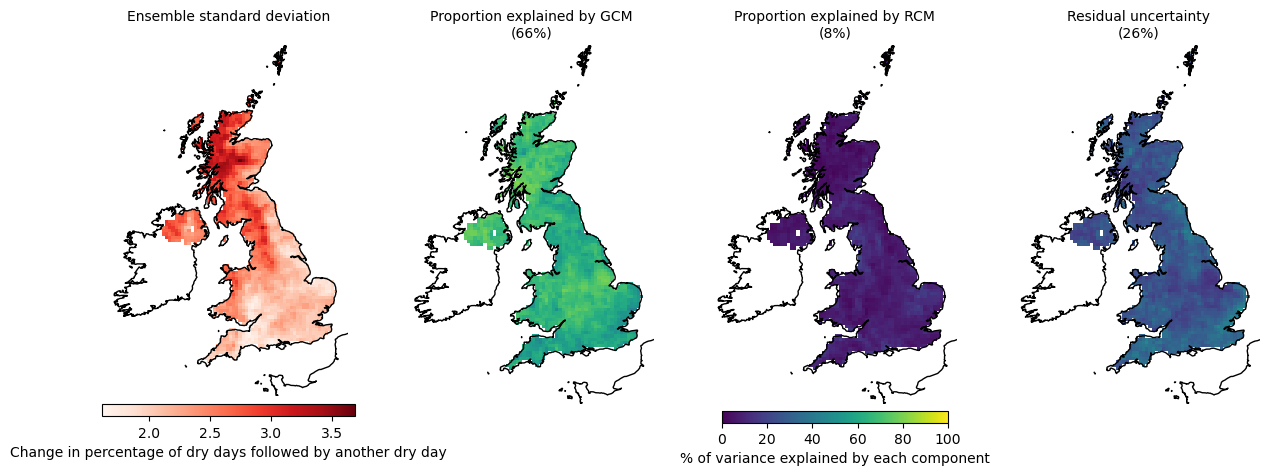 Ensemble standard deviation
Proportion explained by GCM
(66%)
Proportion explained by RCM
(8%)
Residual uncertainty
(26%)
2.0 2.5 3.0 3.5
Change in percentage of dry days followed by another dry day
0 20 40 60 80 100
% of variance explained by each component